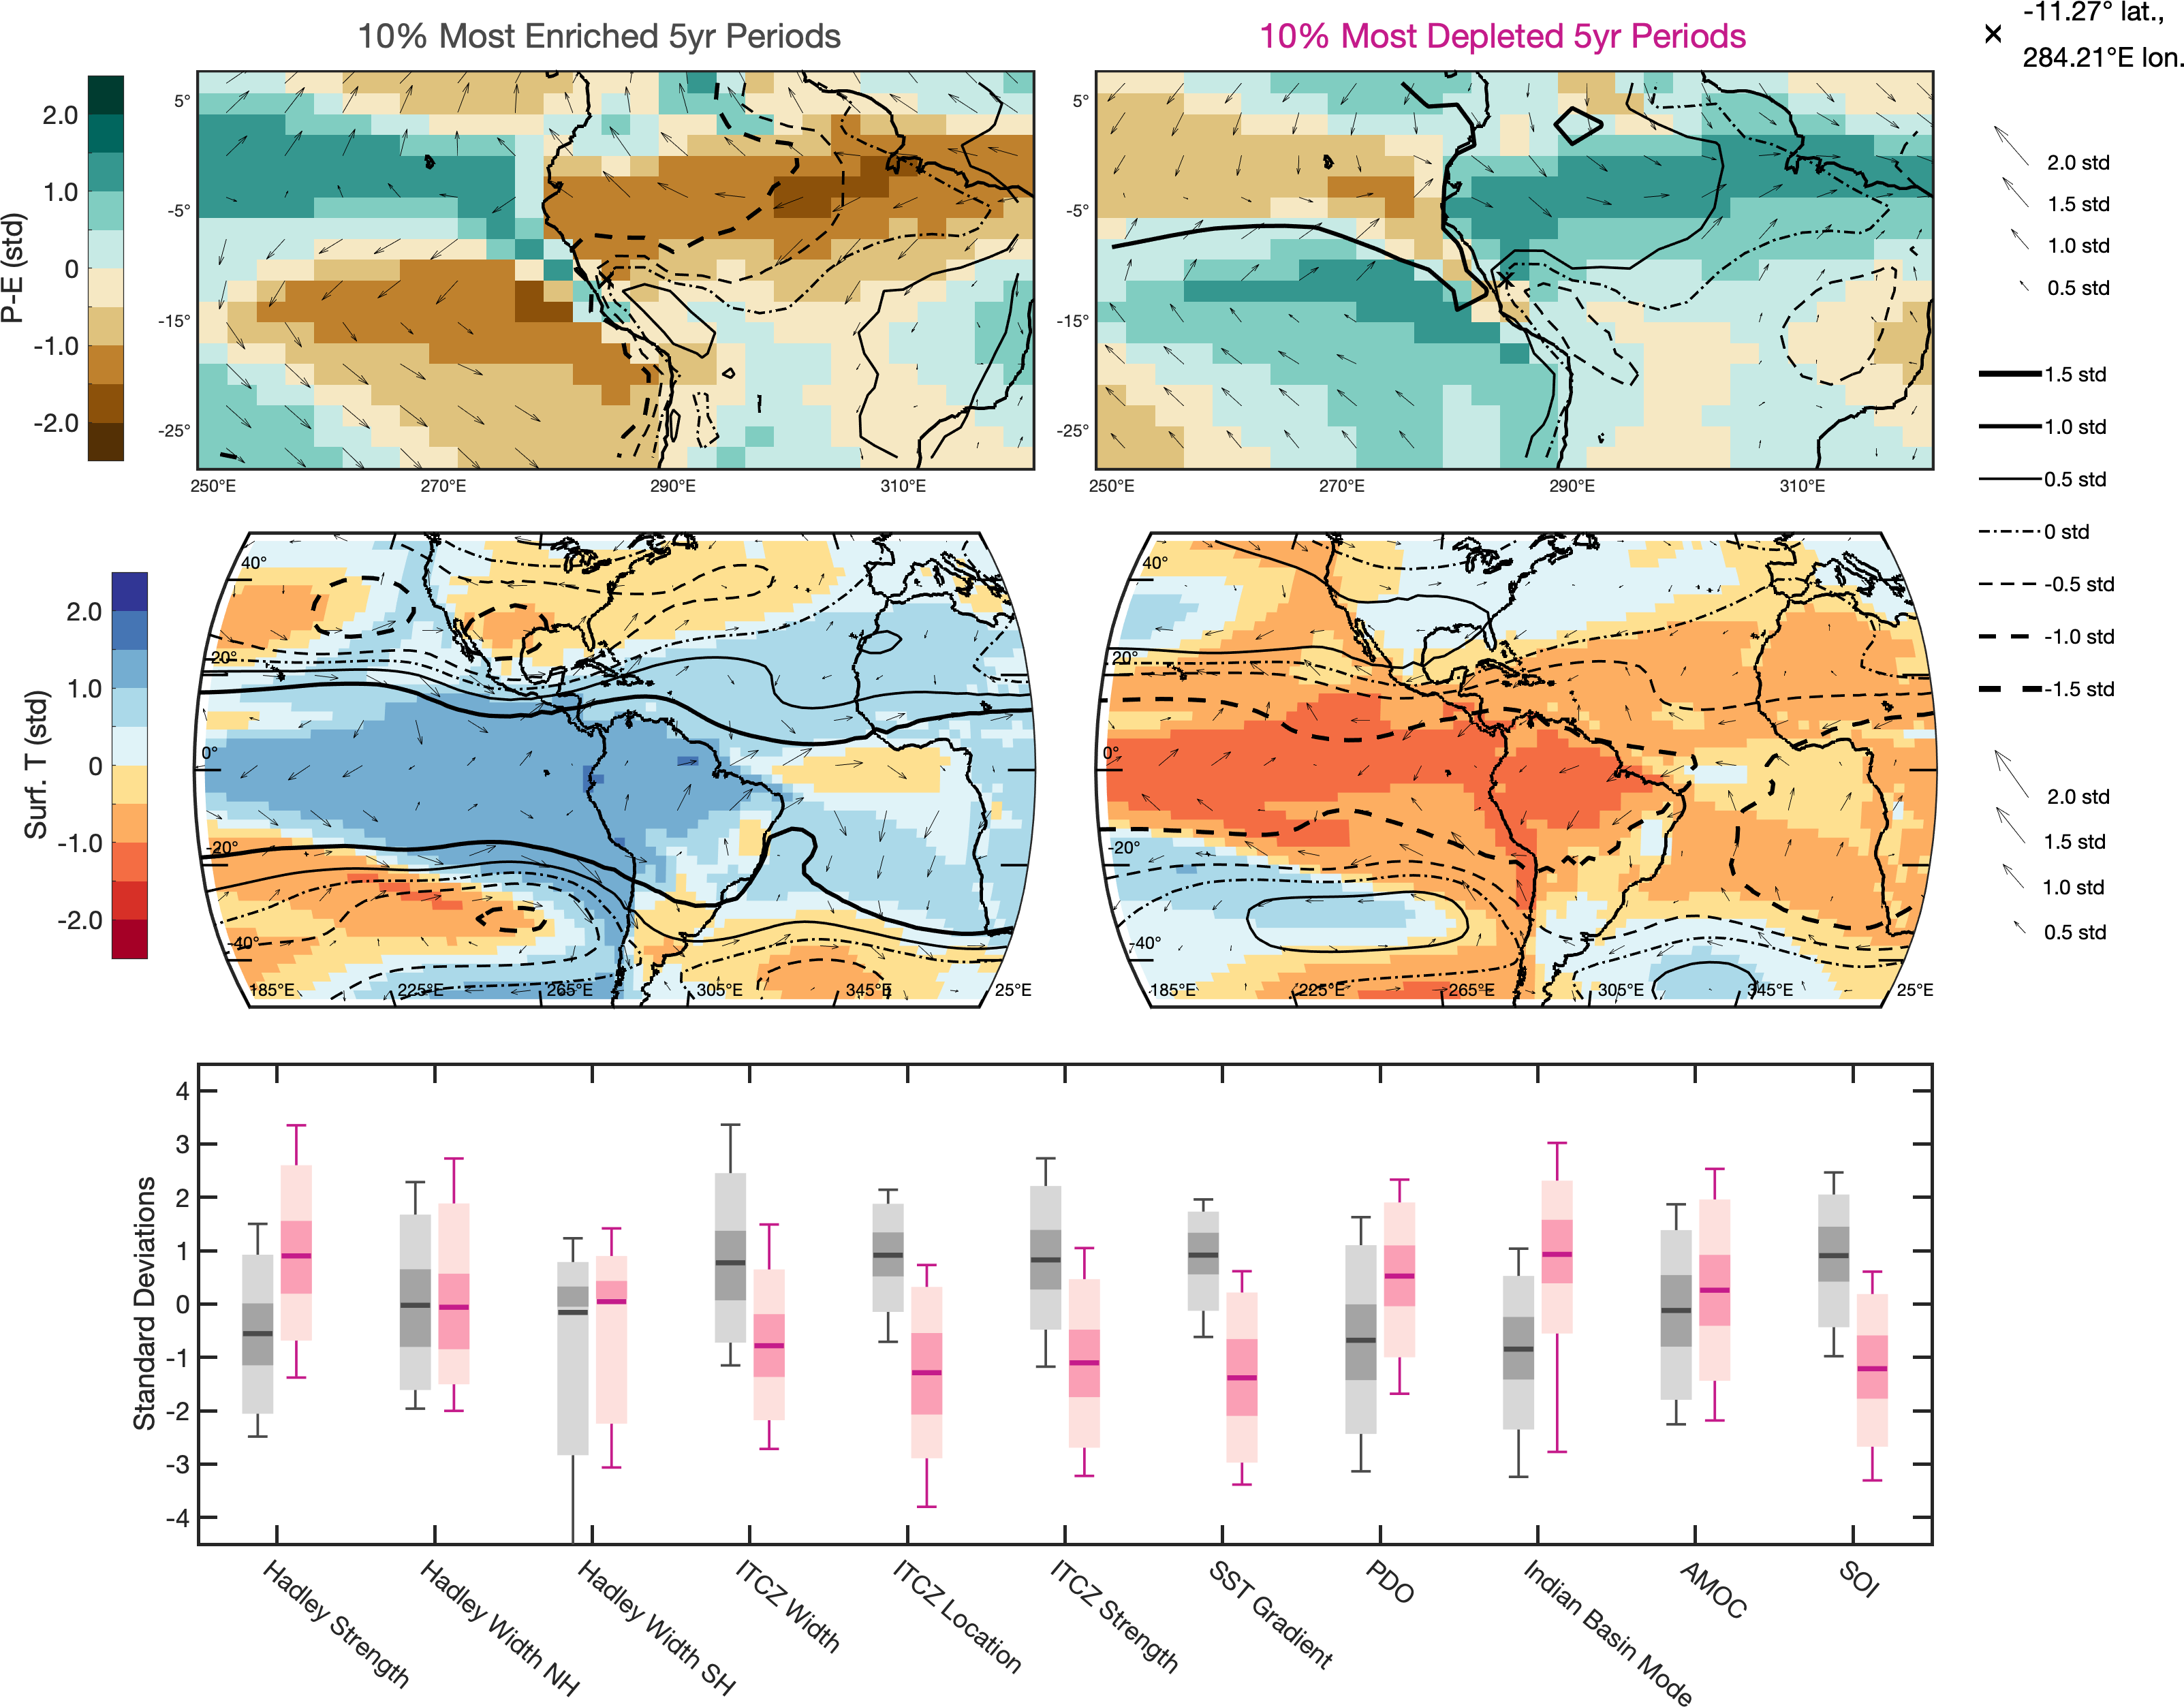 10% Most Enriched 5yr Periods
10% Most Depleted 5yr Periods
-11.27° lat.,
284.21°E lon.
P-E (std)
2.0
1.0
0
-1.0
-2.0
5°
-5°
-15°
-25°
250°E
270°E
290°E
310°E
5°
-5°
-15°
-25°
250°E
270°E
290°E
310°E
2.0 std
1.5 std
1.0 std
0.5 std
1.5 std
1.0 std
0.5 std
0 std
-0.5 std
-1.0 std
-1.5 std
Surf. T (std)
2.0
1.0
0
-1.0
-2.0
40°
20°
0°
-20°
-40°
185°E
225°E
265°E
305°E
345°E
25°E
40°
20°
0°
-20°
-40°
185°E
225°E
265°E
305°E
345°E
25°E
2.0 std
1.5 std
1.0 std
0.5 std
Standard Deviations
4
3
2
1
0
-1
-2
-3
-4
Hadley Strength
Hadley Width NH
Hadley Width SH
ITCZ Width
ITCZ Location
ITCZ Strength
SST Gradient
PDO
Indian Basin Mode
AMOC
SOI